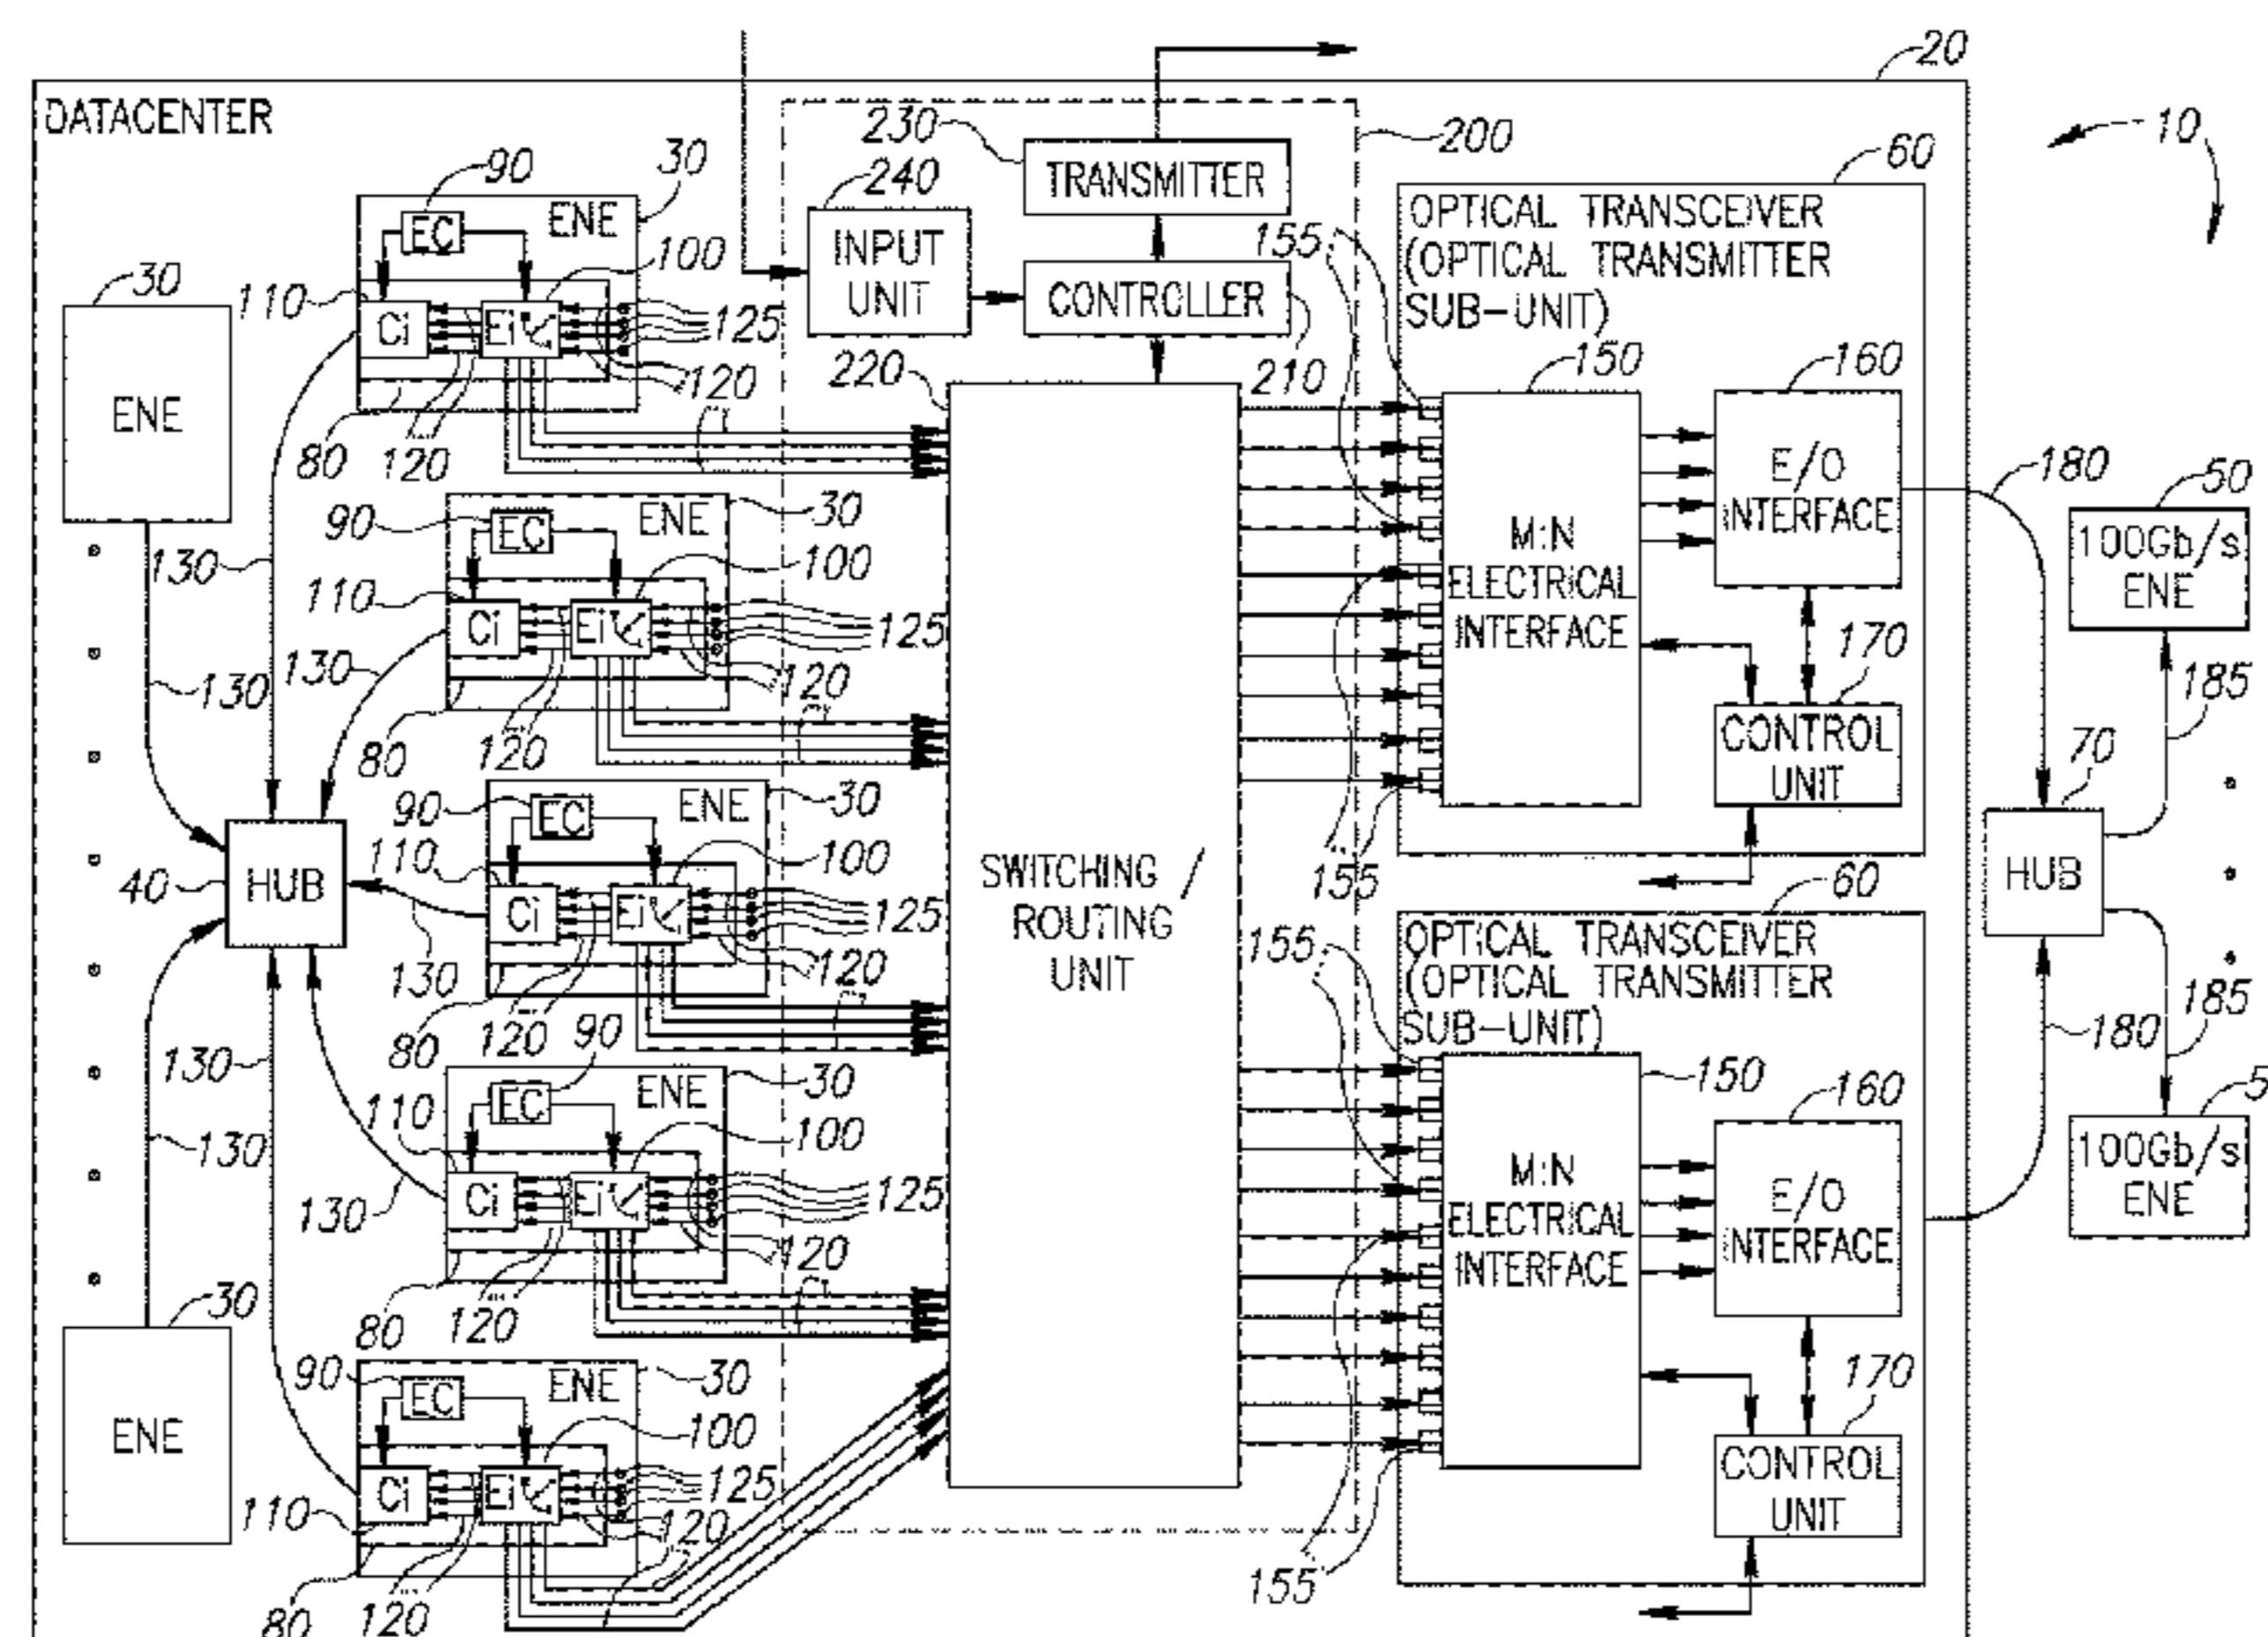 20
DATACENTER
10
230
200
TRANSMITTER
240
INPUT
UNIT
CONTROLLER
210
220
SWITCHING /
ROUTING
UNIT
30
ENE
30
ENE
130
130
40
HUB
90
EC
ENE
30
100
110
Ci
Ei
125
120
80
120
130
90
EC
ENE
30
100
110
Ci
Ei
125
120
80
120
130
90
EC
ENE
30
100
110
Ci
Ei
125
120
80
120
130
90
EC
ENE
30
100
110
Ci
Ei
125
120
80
120
130
90
EC
ENE
30
100
110
Ci
Ei
125
120
80
120
130
60
OPTICAL TRANSCEIVER
(OPTICAL TRANSMITTER
SUB-UNIT)
155
150
160
M:N
ELECTRICAL
INTERFACE
E/O
INTERFACE
170
CONTROL
UNIT
155
60
OPTICAL TRANSCEIVER
(OPTICAL TRANSMITTER
SUB-UNIT)
155
150
160
M:N
ELECTRICAL
INTERFACE
E/O
INTERFACE
170
CONTROL
UNIT
155
180
180
70
HUB
50
100Gb/s
ENE
185
185
5
100Gb/s
ENE